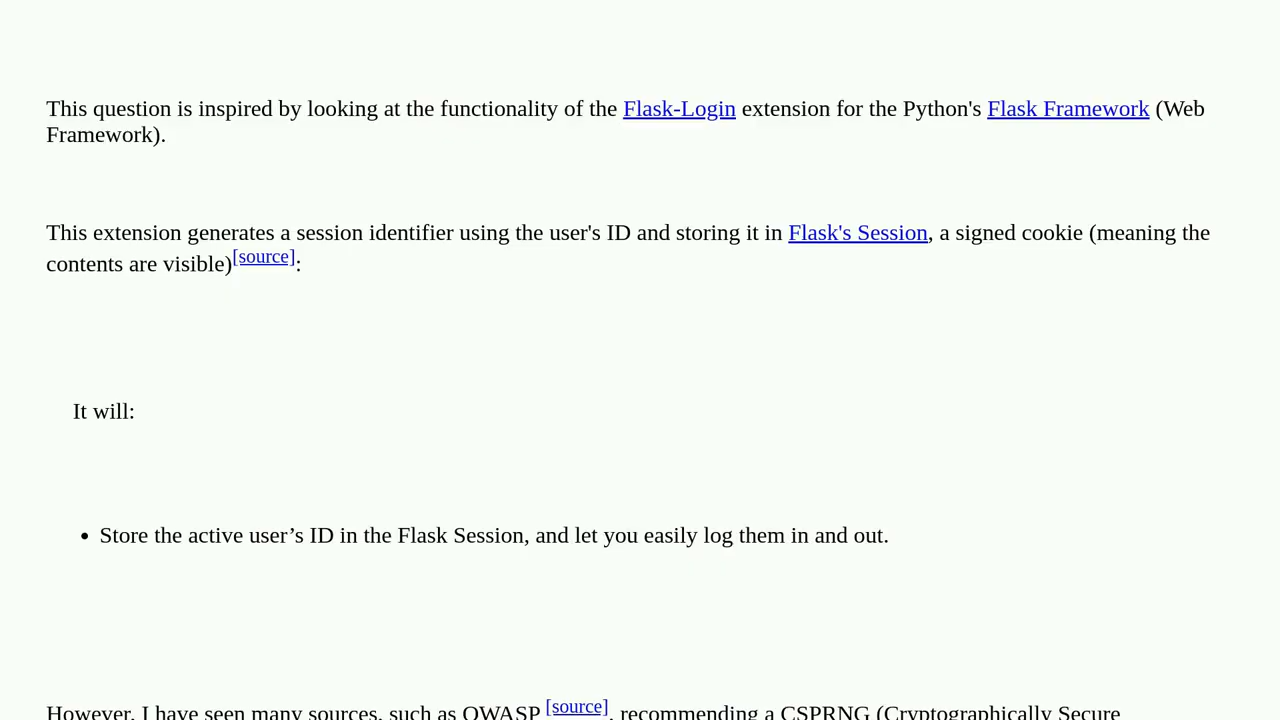 This question is inspired by looking at the functionality of the Flask-Login extension for the Python's Flask Framework (Web
Framework).
This extension generates a session identifier using the user's ID and storing it in Flask's Session, a signed cookie (meaning the
contents are visible)[source]:
It will:
• Store the active user’s ID in the Flask Session, and let you easily log them in and out.
However, I have seen many sources, such as OWASP [source], recommending a CSPRNG (Cryptographically Secure